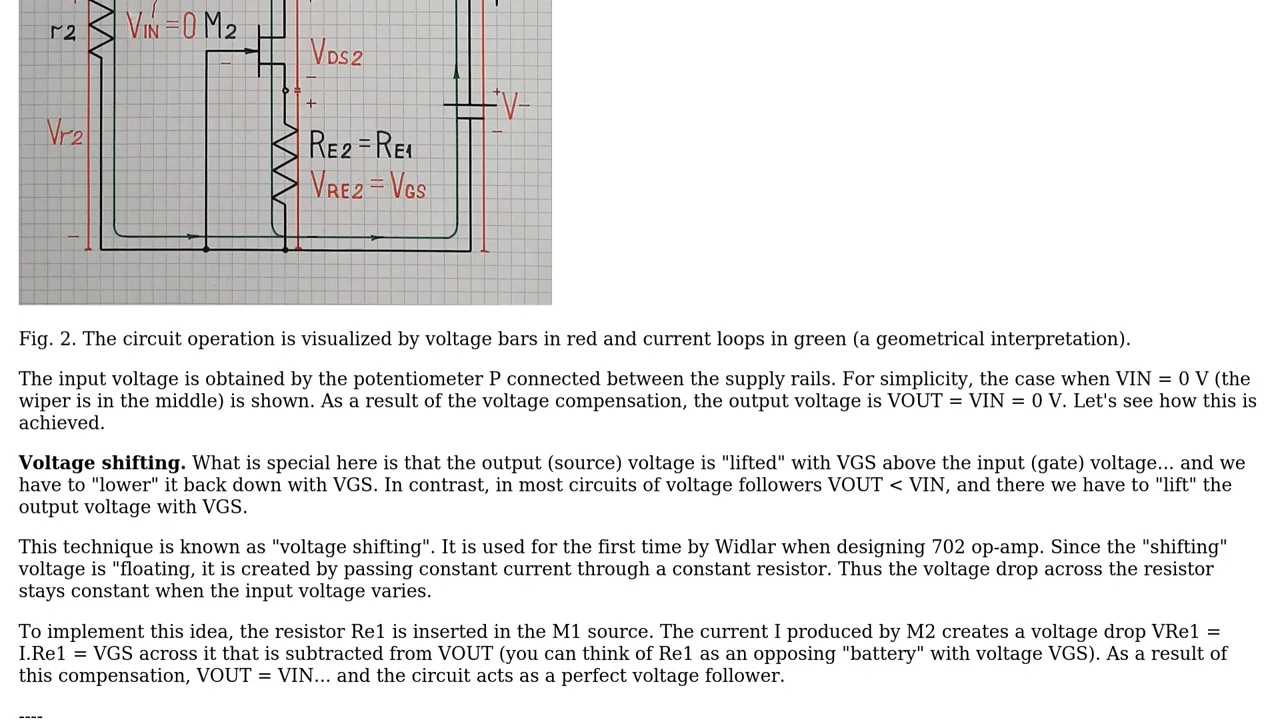 r2
VIN=0 M2
VDS2
−
−
+
+
V−
−
Vr2
RE2=RE1
VRE2=VGS
−
−
Fig. 2. The circuit operation is visualized by voltage bars in red and current loops in green (a geometrical interpretation).
The input voltage is obtained by the potentiometer P connected between the supply rails. For simplicity, the case when VIN = 0 V (the
wiper is in the middle) is shown. As a result of the voltage compensation, the output voltage is VOUT = VIN = 0 V. Let's see how this is
achieved.
Voltage shifting. What is special here is that the output (source) voltage is "lifted" with VGS above the input (gate) voltage... and we
have to "lower" it back down with VGS. In contrast, in most circuits of voltage followers VOUT < VIN, and there we have to "lift" the
output voltage with VGS.
This technique is known as "voltage shifting". It is used for the first time by Widlar when designing 702 op-amp. Since the "shifting"
voltage is "floating, it is created by passing constant current through a constant resistor. Thus the voltage drop across the resistor
stays constant when the input voltage varies.
To implement this idea, the resistor Re1 is inserted in the M1 source. The current I produced by M2 creates a voltage drop VRe1 =
I.Re1 = VGS across it that is subtracted from VOUT (you can think of Re1 as an opposing "battery" with voltage VGS). As a result of
this compensation, VOUT = VIN... and the circuit acts as a perfect voltage follower.
----